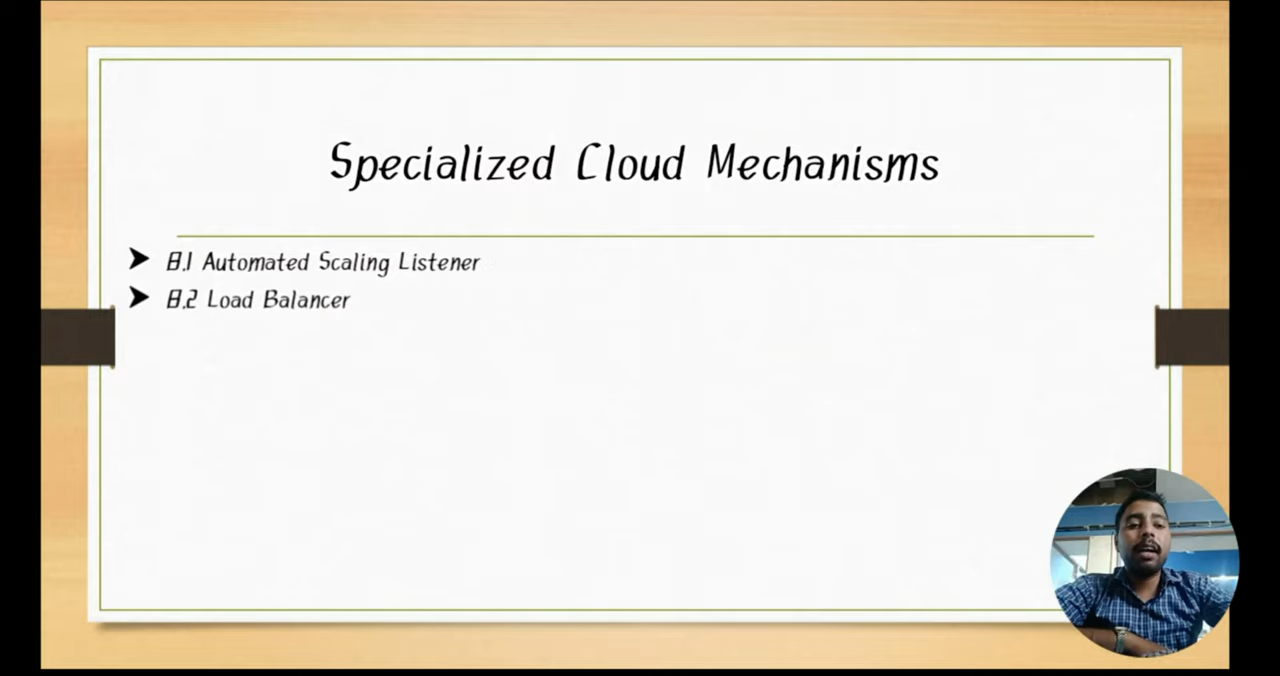 Specialized Cloud Mechanisms
8.1 Automated Scaling Listener
8.2 Load Balancer